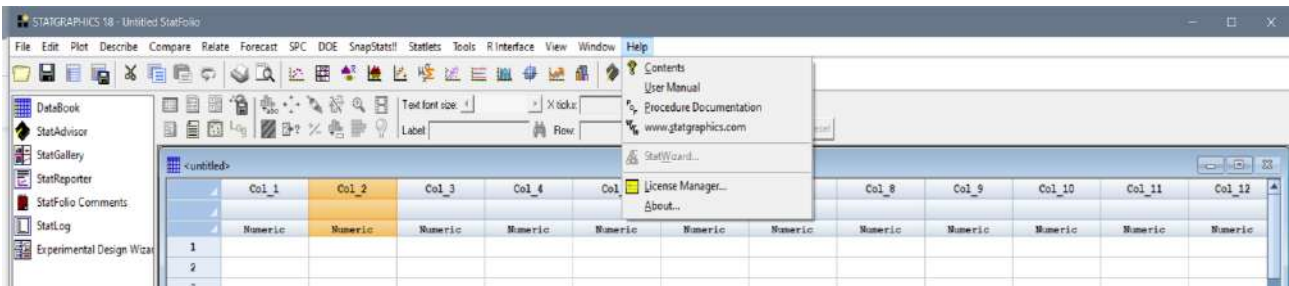 STATGRAPHICS 18 - Untitled StatFolio
File Edit Plot Describe Compare Relate Forecast SPC DOE SnapStats!! Statlets Tools R Interface View Window Help
Contents
User Manual
Procedure Documentation
www.statgraphics.com
StatWizard...
License Manager...
About...
Text font size:
X ticks:
Label:
Row:
DataBook
StatAdvisor
StatGallery
StatReporter
StatFolio Comments
StatLog
Experimental Design Wizar
<untitled>
Col_1 Col_2 Col_3 Col_4 Col_ Col_8 Col_9 Col_10 Col_11 Col_12
Numeric Numeric Numeric Numeric Numeric Numeric Numeric Numeric Numeric Numeric Numeric Numeric
1
2